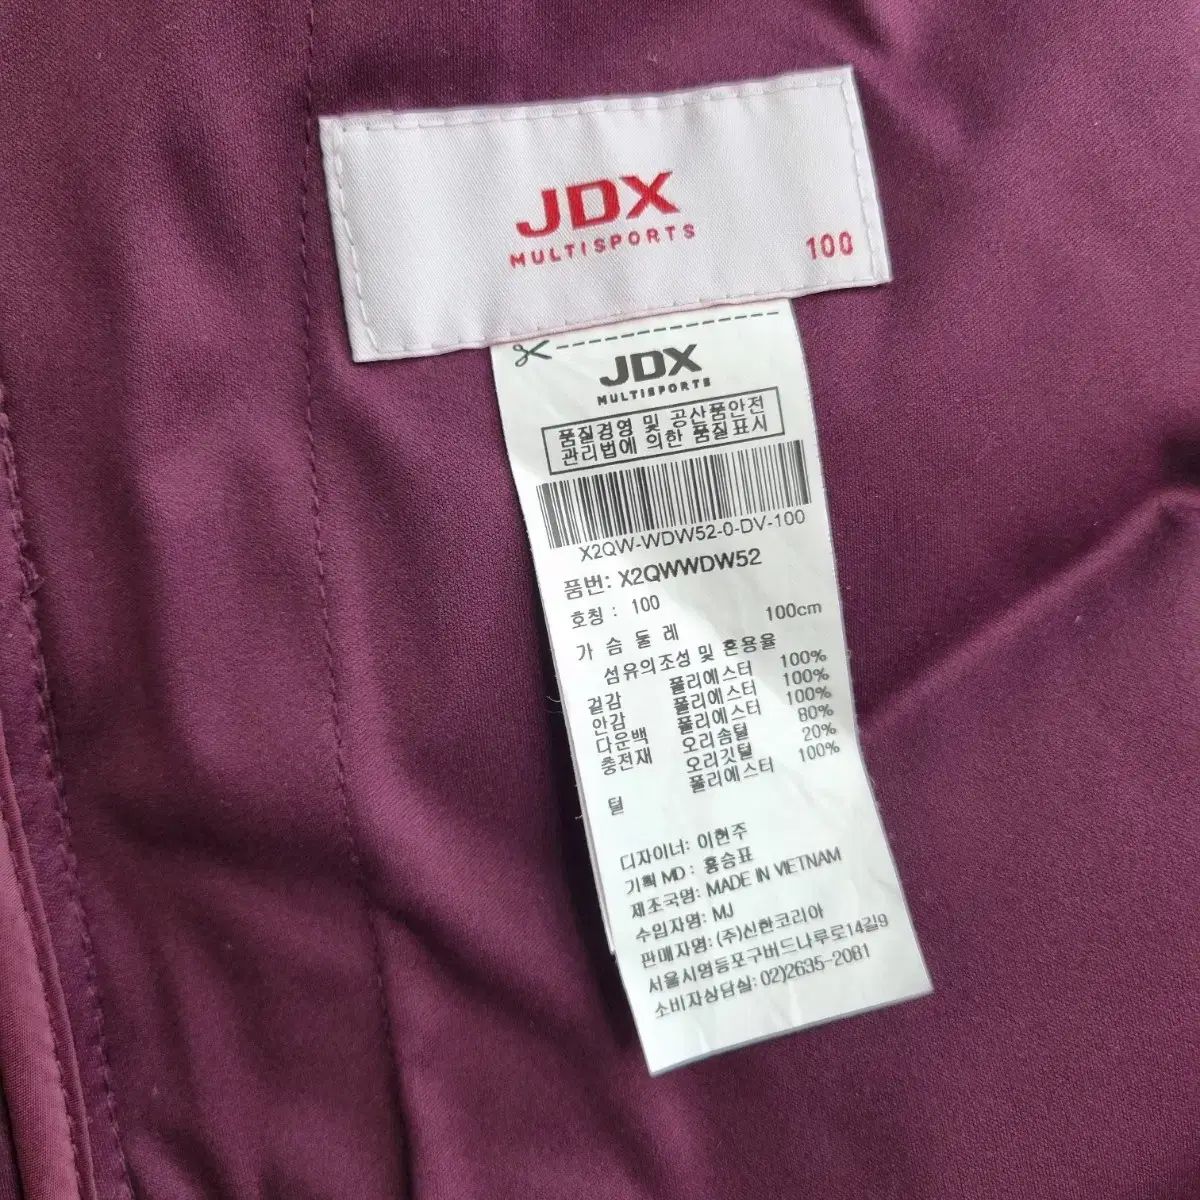 JDX
MULTISPORTS
100
JDX
MULTISPORTS
품질경영 및 공산품안전
관리법에 의한 품질표시
X2QW-WDW52-0-DV-100
품번: X2QWWDW52
호칭 : 100
가 슴 둘 레 100cm
섬유의조성 및 혼용율
겉감 폴리에스터 100%
안감 폴리에스터 100%
다운백 폴리에스터 100%
충전재 오리솜털 80%
오리깃털 20%
털 폴리에스터 100%
디자이너: 이현주
기획 MD : 홍승표
제조국명: MADE IN VIETNAM
수입자명: MJ
판매자명: (주)신한코리아
서울시영등포구버드나루로14길9
소비자상담실: 02)2635-2081